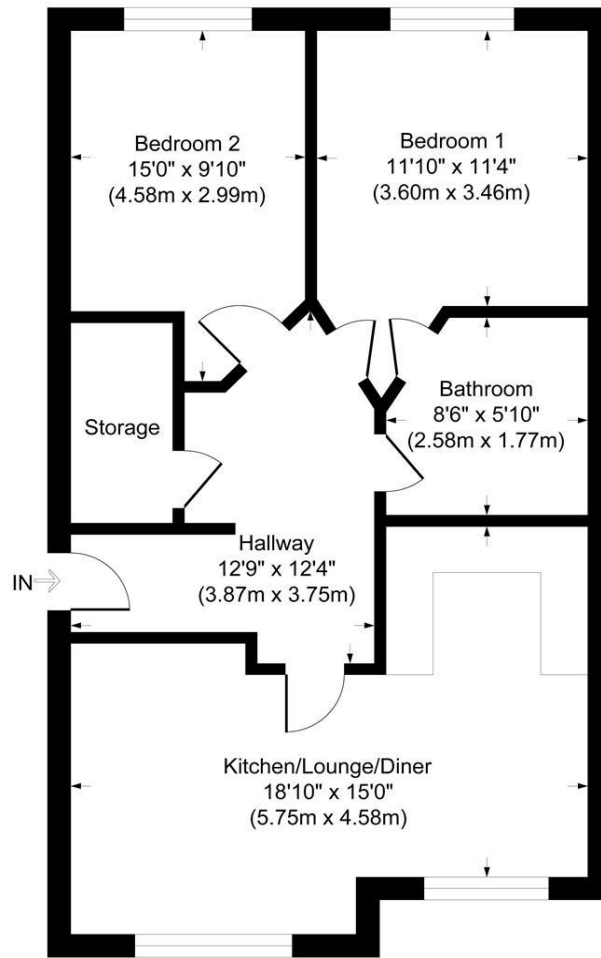 Bedroom 2
15'0" x 9'10"
(4.58m x 2.99m)
Bedroom 1
11'10" x 11'4"
(3.60m x 3.46m)
Storage
Bathroom
8'6" x 5'10"
(2.58m x 1.77m)
Hallway
12'9" x 12'4"
(3.87m x 3.75m)
IN
Kitchen/Lounge/Diner
18'10" x 15'0"
(5.75m x 4.58m)